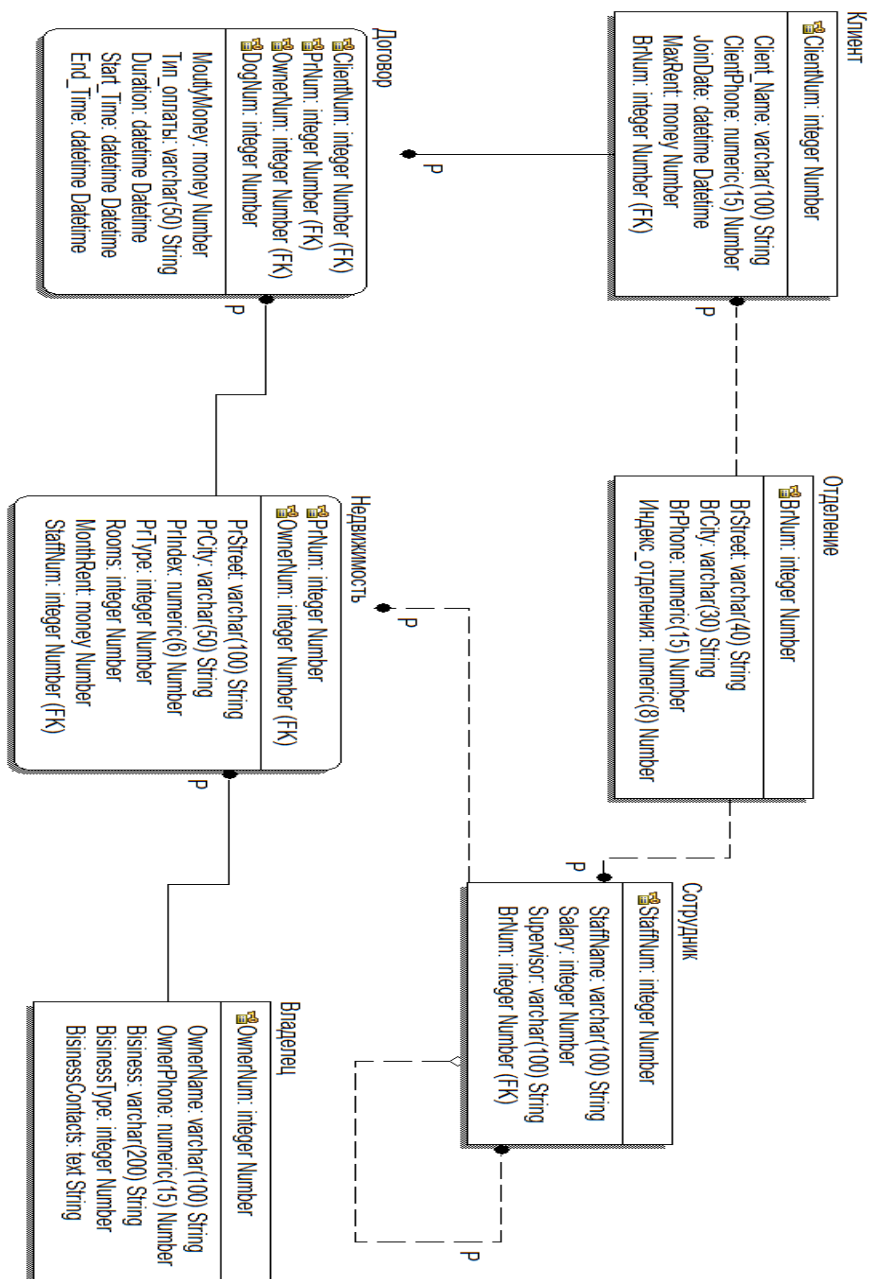 Клиент
ClientNum: integer Number
Client_Name: varchar(100) String
ClientPhone: numeric(15) Number
JoinDate: datetime Datetime
MaxRent: money Number
BrNum: integer Number (FK)
P
Отделение
BrNum: integer Number
BrStreet: varchar(40) String
BrCity: varchar(30) String
BrPhone: numeric(15) Number
Индекс_отделения: numeric(8) Number
P
Сотрудник
StaffNum: integer Number
StaffName: varchar(100) String
Salary: integer Number
Supervisor: varchar(100) String
BrNum: integer Number (FK)
P
P
Договор
ClientNum: integer Number (FK)
PrNum: integer Number (FK)
OwnerNum: integer Number (FK)
DogNum: integer Number
MouttyMoney: money Number
Тип_оплаты: varchar(50) String
Duration: datetime Datetime
Start_Time: datetime Datetime
End_Time: datetime Datetime
P
Недвижимость
PrNum: integer Number
OwnerNum: integer Number (FK)
PrStreet: varchar(100) String
PrCity: varchar(50) String
PrIndex: numeric(6) Number
PrType: integer Number
Rooms: integer Number
MonthRent: money Number
StaffNum: integer Number (FK)
P
P
Владелец
OwnerNum: integer Number
OwnerName: varchar(100) String
OwnerPhone: numeric(15) Number
Bisiness: varchar(200) String
BisinessType: integer Number
BisinessContacts: text String